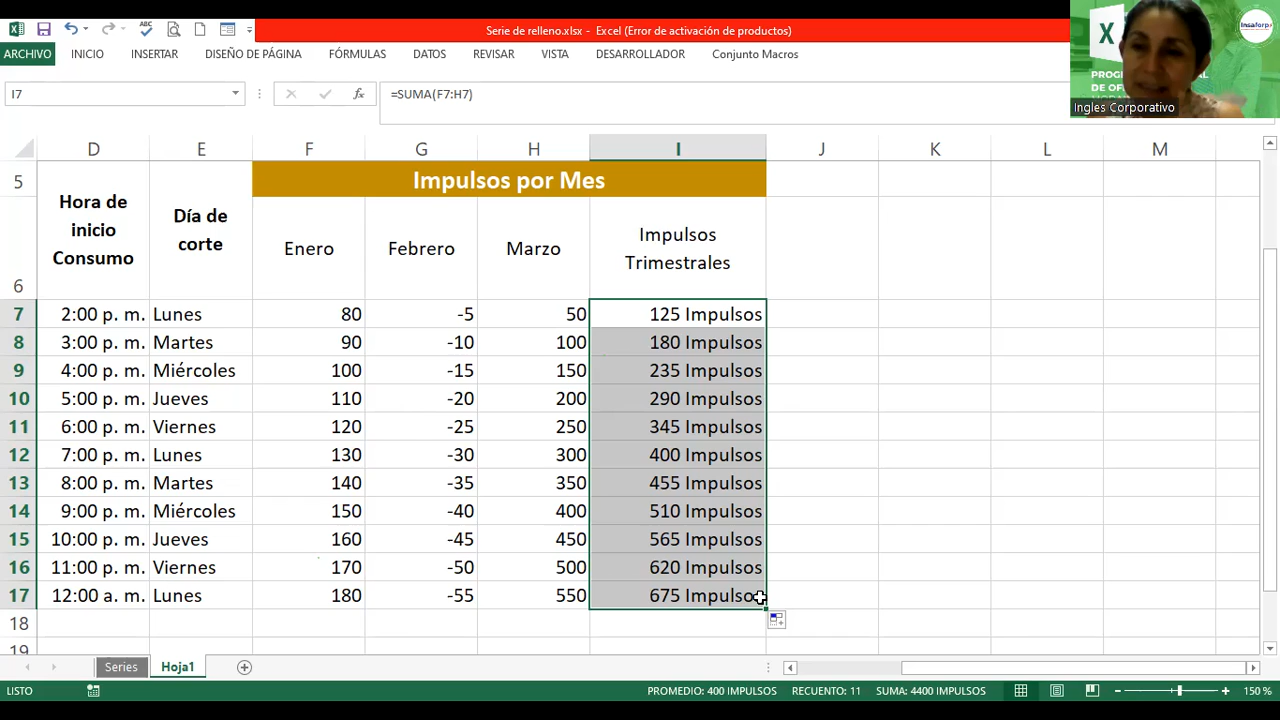 Serie de relleno.xlsx - Excel (Error de activación de productos)
ARCHIVO INICIO INSERTAR DISEÑO DE PÁGINA FÓRMULAS DATOS REVISAR VISTA DESARROLLADOR Conjunto Macros
I7 fx =SUMA(F7:H7)
insaforp
X
PROG
DE OF
Ingles Corporativo
D E F G H I J K L M
5 Impulsos por Mes
Hora de inicio Consumo Día de corte
6 Enero Febrero Marzo Impulsos Trimestrales
7 2:00 p. m. Lunes 80 -5 50 125 Impulsos
8 3:00 p. m. Martes 90 -10 100 180 Impulsos
9 4:00 p. m. Miércoles 100 -15 150 235 Impulsos
10 5:00 p. m. Jueves 110 -20 200 290 Impulsos
11 6:00 p. m. Viernes 120 -25 250 345 Impulsos
12 7:00 p. m. Lunes 130 -30 300 400 Impulsos
13 8:00 p. m. Martes 140 -35 350 455 Impulsos
14 9:00 p. m. Miércoles 150 -40 400 510 Impulsos
15 10:00 p. m. Jueves 160 -45 450 565 Impulsos
16 11:00 p. m. Viernes 170 -50 500 620 Impulsos
17 12:00 a. m. Lunes 180 -55 550 675 Impulsos
18
19
Series Hoja1
LISTO PROMEDIO: 400 IMPULSOS RECUENTO: 11 SUMA: 4400 IMPULSOS 150 %